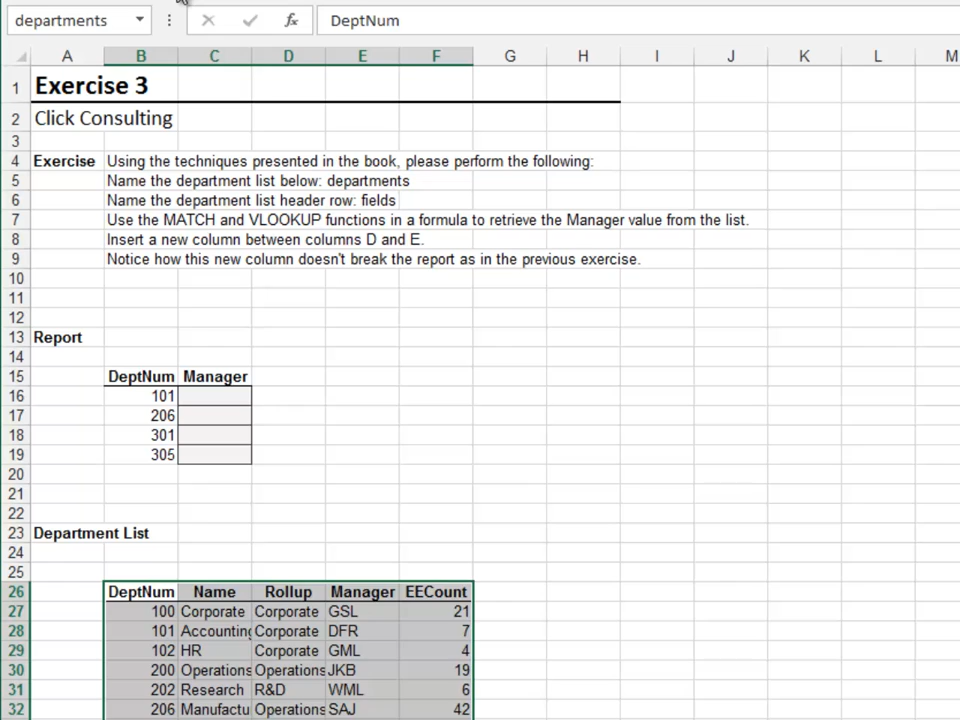 departments fx DeptNum
A B C D E F G H I J K L M
1 Exercise 3
2 Click Consulting
3
4 Exercise Using the techniques presented in the book, please perform the following:
5 Name the department list below: departments
6 Name the department list header row: fields
7 Use the MATCH and VLOOKUP functions in a formula to retrieve the Manager value from the list.
8 Insert a new column between columns D and E.
9 Notice how this new column doesn't break the report as in the previous exercise.
10
11
12
13 Report
14
15 DeptNum Manager
16 101
17 206
18 301
19 305
20
21
22
23 Department List
24
25
26 DeptNum Name Rollup Manager EECount
27 100 Corporate Corporate GSL 21
28 101 Accounting Corporate DFR 7
29 102 HR Corporate GML 4
30 200 Operations Operations JKB 19
31 202 Research R&D WML 6
32 206 Manufactu Operations SAJ 42